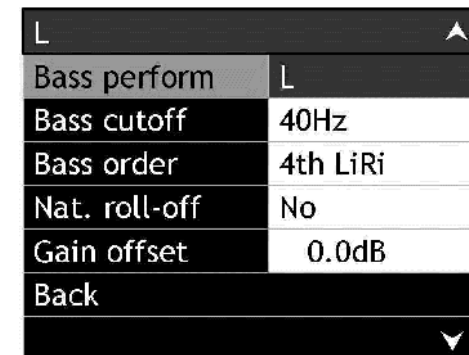 L
Bass perform L
Bass cutoff 40Hz
Bass order 4th LiRi
Nat. roll-off No
Gain offset 0.0dB
Back